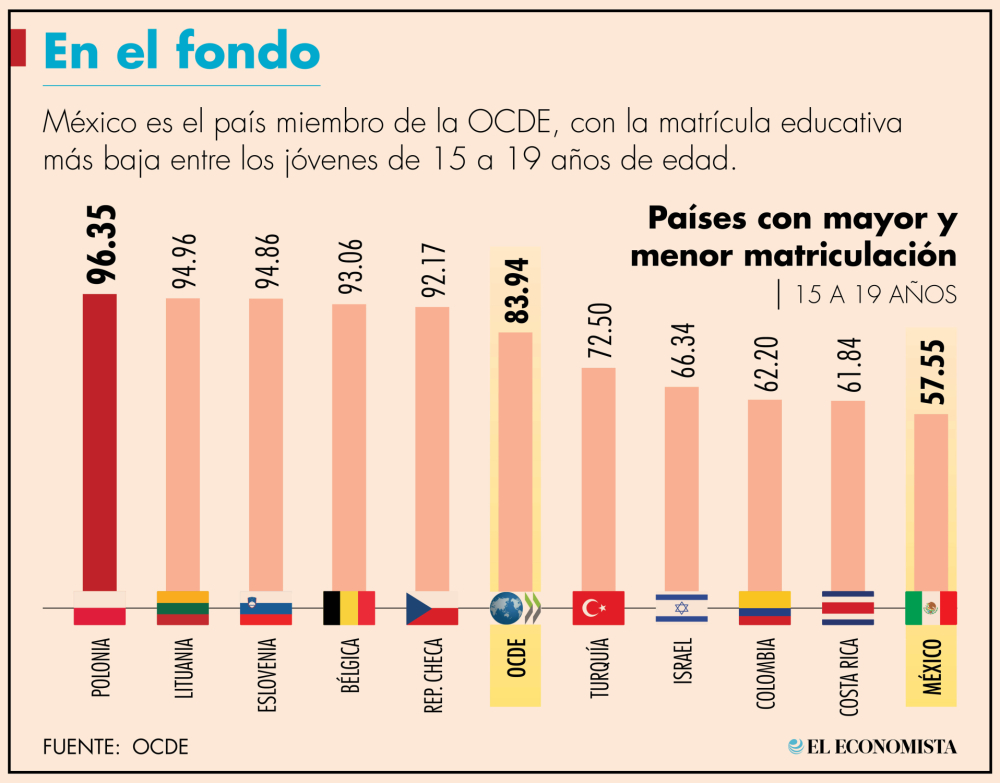 En el fondo
México es el país miembro de la OCDE, con la matrícula educativa
más baja entre los jóvenes de 15 a 19 años de edad.
Países con mayor y
menor matriculación
15 A 19 AÑOS
96.35
94.96
94.86
93.06
92.17
83.94
72.50
66.34
62.20
61.84
57.55
POLONIA
LITUANIA
ESLOVENIA
BÉLGICA
REP. CHECA
OCDE
TURQUÍA
ISRAEL
COLOMBIA
COSTA RICA
MÉXICO
FUENTE: OCDE
EL ECONOMISTA